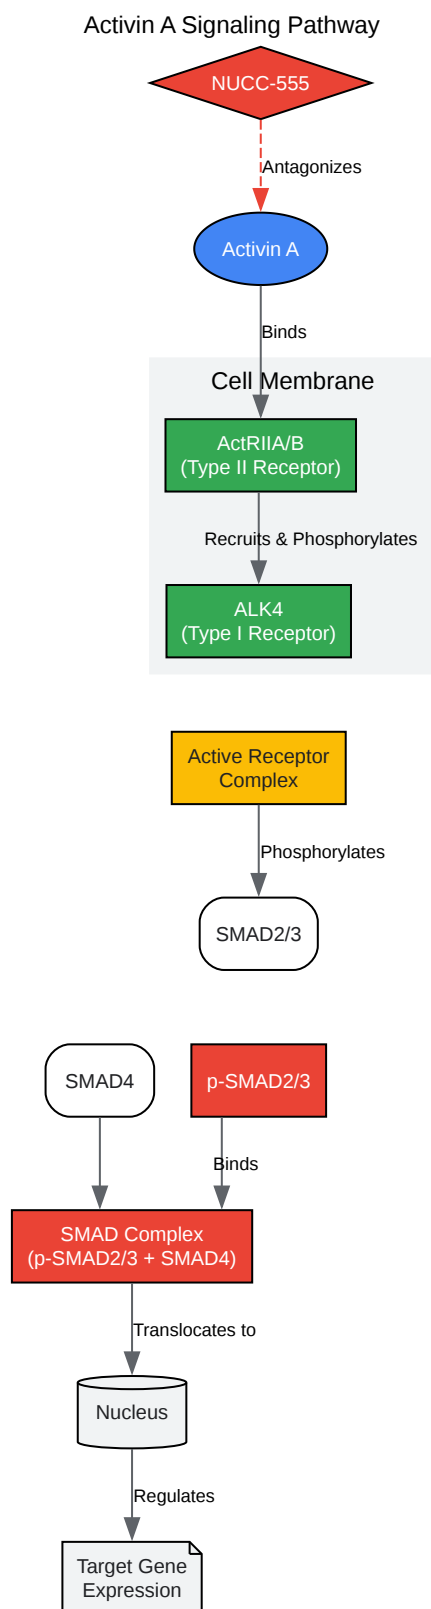 Activin A Signaling Pathway
NUCC-555
Antagonizes
Activin A
Binds
Cell Membrane
ActRIIA/B
(Type II Receptor)
Recruits & Phosphorylates
ALK4
(Type I Receptor)
Active Receptor
Complex
Phosphorylates
SMAD2/3
SMAD4
p-SMAD2/3
Binds
SMAD Complex
(p-SMAD2/3 + SMAD4)
Translocates to
Nucleus
Regulates
Target Gene
Expression